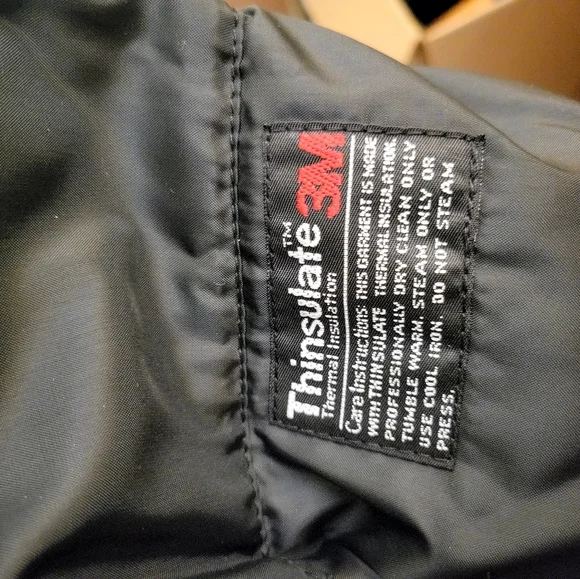 Thinsulate™ 3M
Thermal Insulation
Care Instructions: THIS GARMENT IS MADE
WITH THINSULATE THERMAL INSULATION.
PROFESSIONALLY DRY CLEAN ONLY
TUMBLE WARM. STEAM ONLY OR
USE COOL IRON. DO NOT STEAM
PRESS.